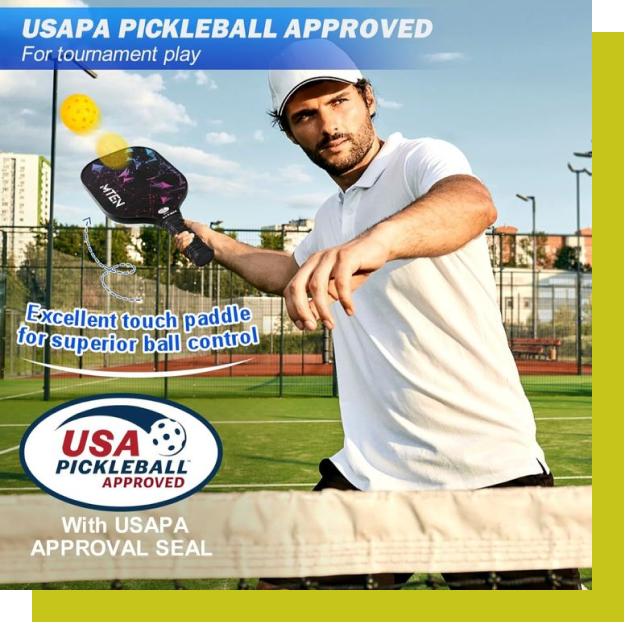 USAPA PICKLEBALL APPROVED
For tournament play
MTEN
Excellent touch paddle
for superior ball control
USA
PICKLEBALL
APPROVED
With USAPA
APPROVAL SEAL